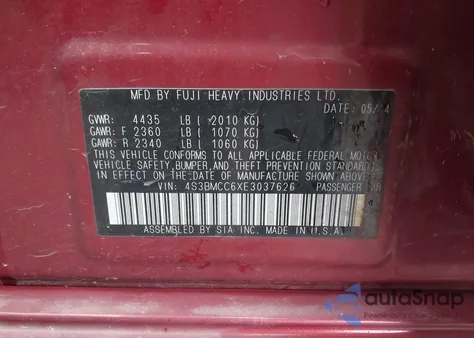 MFD BY FUJI HEAVY INDUSTRIES LTD.
DATE: 05/14
GVWR: 4435 LB ( 2010 KG)
GAWR: F 2360 LB ( 1070 KG)
GAWR: R 2340 LB ( 1060 KG)
THIS VEHICLE CONFORMS TO ALL
APPLICABLE FEDERAL MOTOR
VEHICLE SAFETY,BUMPER,AND THEFT PREVENTION STANDARDS
IN EFFECT ON THE DATE OF MANUFACTURE SHOWN ABOVE.
VIN: 4S3BMCC6XE3037626 PASSENGER CAR
ASSEMBLED BY SIA INC. MADE IN U.S.A.
autoSnap